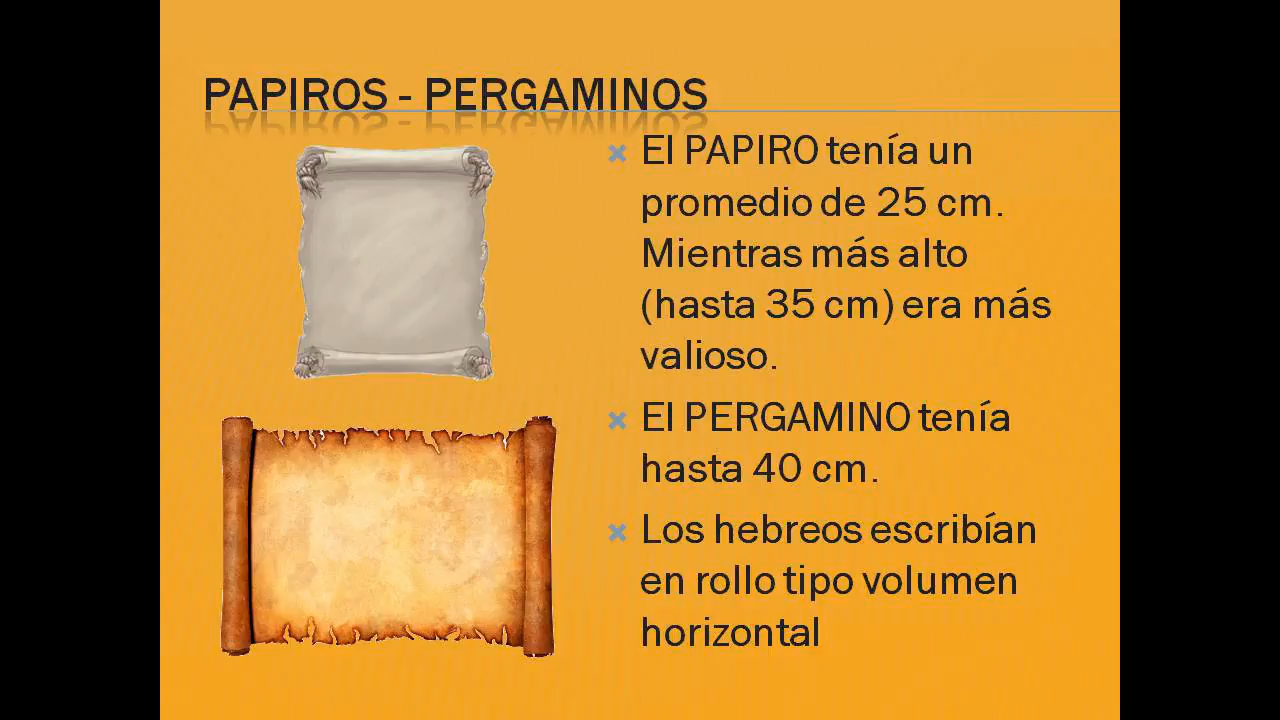 PAPIROS - PERGAMINOS
El PAPIRO tenía un
promedio de 25 cm.
Mientras más alto
(hasta 35 cm) era más
valioso.
El PERGAMINO tenía
hasta 40 cm.
Los hebreos escribían
en rollo tipo volumen
horizontal